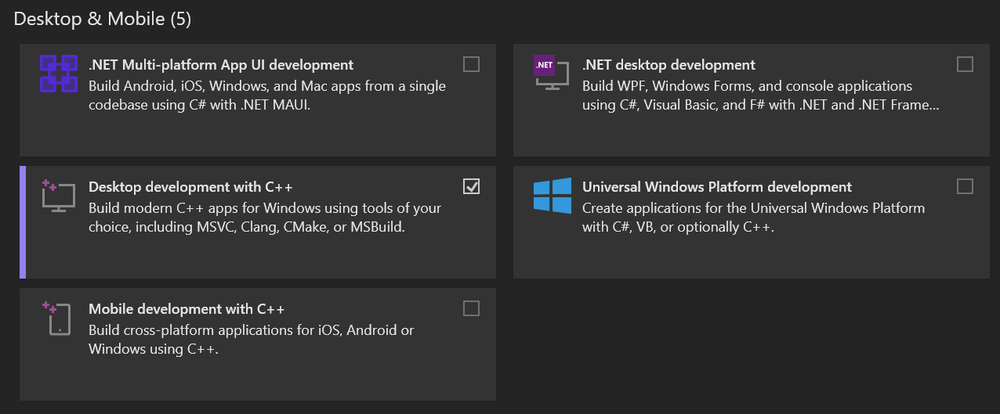 Desktop & Mobile (5)
.NET Multi-platform App UI development
Build Android, iOS, Windows, and Mac apps from a single
codebase using C# with .NET MAUI.
.NET
.NET desktop development
Build WPF, Windows Forms, and console applications
using C#, Visual Basic, and F# with .NET and .NET Frame...
Desktop development with C++
Build modern C++ apps for Windows using tools of your
choice, including MSVC, Clang, CMake, or MSBuild.
Universal Windows Platform development
Create applications for the Universal Windows Platform
with C#, VB, or optionally C++.
Mobile development with C++
Build cross-platform applications for iOS, Android or
Windows using C++.